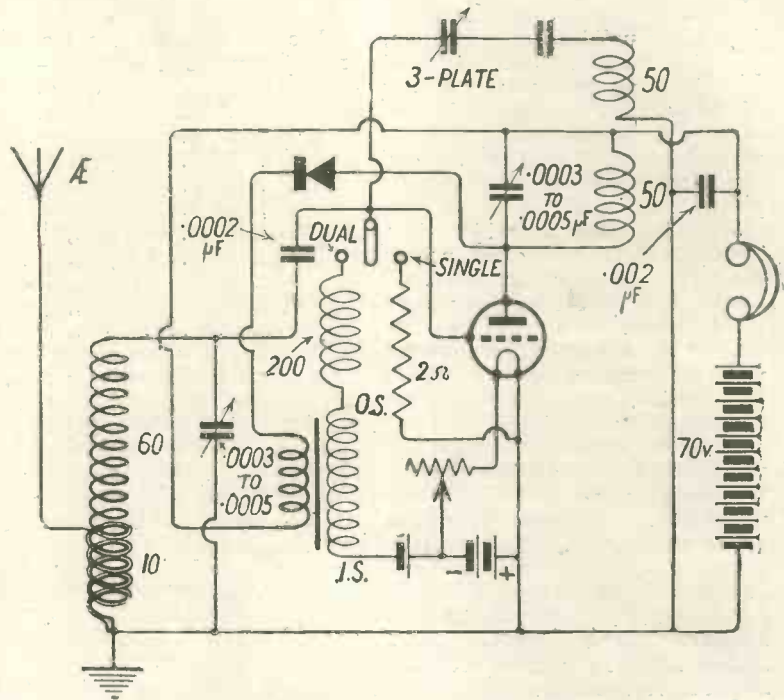 3-PLATE
50
Æ
·0003
TO
·0005µF
50
·0002
µF
DUAL
SINGLE
·002
µF
200
2Ω
O.S.
60
·0003
TO
·0005
70v.
10
I.S.
-
+